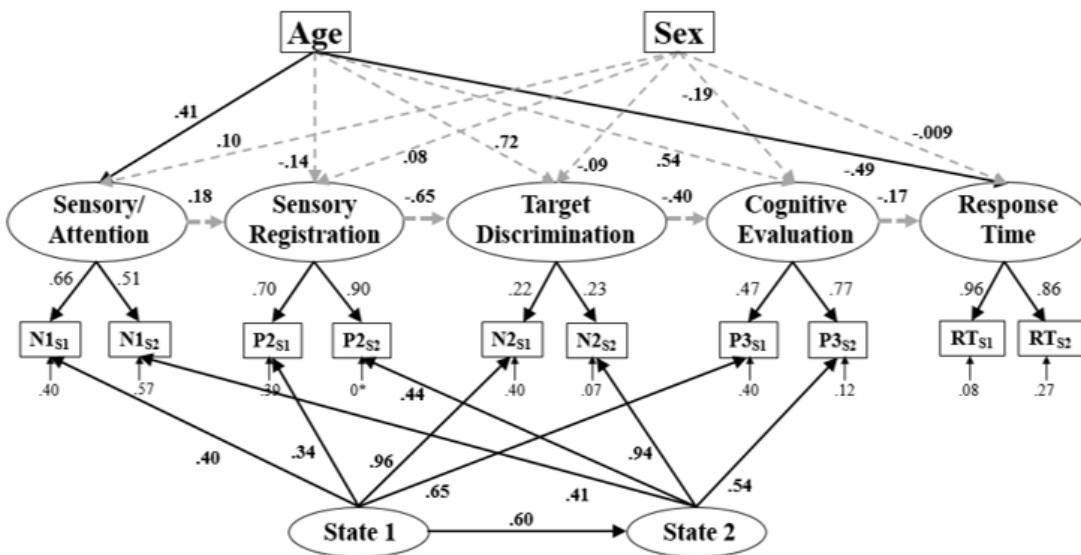 Age Sex
.41 -.19
.10 .72 -.009
-.14 .08 .54
-.09 -.49
.18 -.65 -.40 -.17
Sensory/ Sensory Target Cognitive Response
Attention Registration Discrimination Evaluation Time
.66 .51 .70 .90 .22 .23 .47 .77 .96 .86
N1S1 N1S2 P2S1 P2S2 N2S1 N2S2 P3S1 P3S2 RTS1 RTS2
.40 .57 .39 0* .40 .07 .40 .12 .08 .27
.44
.40 .34 .96 .94
.65 .41 .54
State 1 .60 State 2